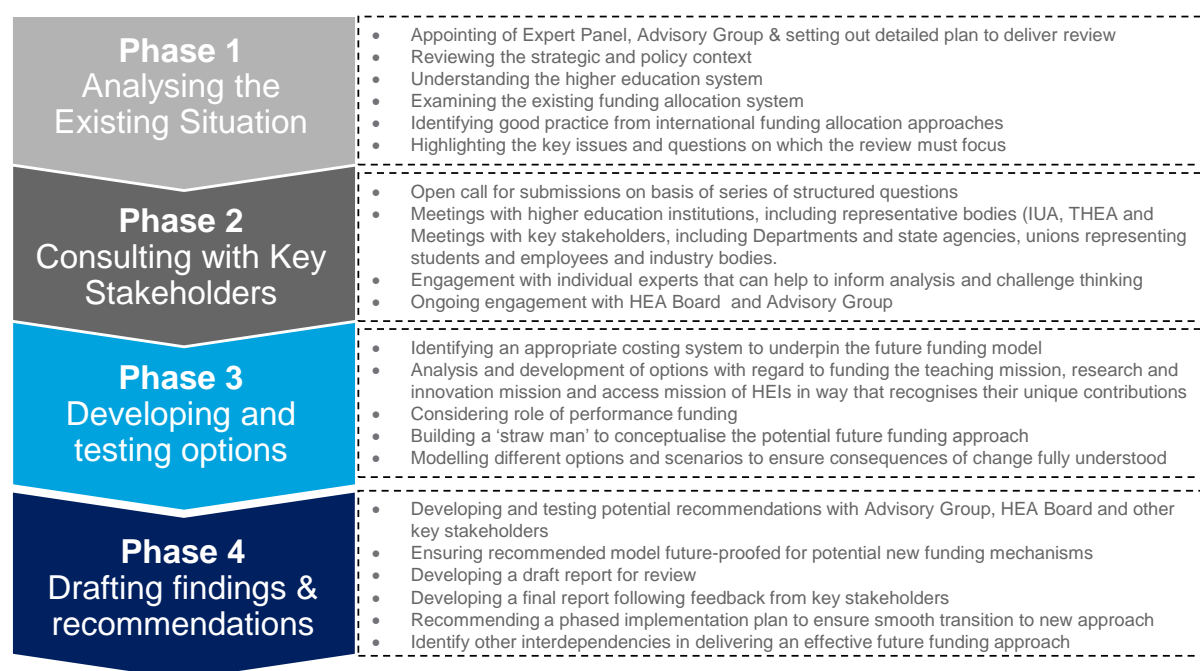 Phase 1
Analysing the
Existing Situation
• Appointing of Expert Panel, Advisory Group & setting out detailed plan to deliver review
• Reviewing the strategic and policy context
• Understanding the higher education system
• Examining the existing funding allocation system
• Identifying good practice from international funding allocation approaches
• Highlighting the key issues and questions on which the review must focus
Phase 2
Consulting with Key
Stakeholders
• Open call for submissions on basis of series of structured questions
• Meetings with higher education institutions, including representative bodies (IUA, THEA and
• Meetings with key stakeholders, including Departments and state agencies, unions representing
students and employees and industry bodies.
• Engagement with individual experts that can help to inform analysis and challenge thinking
• Ongoing engagement with HEA Board and Advisory Group
Phase 3
Developing and
testing options
• Identifying an appropriate costing system to underpin the future funding model
• Analysis and development of options with regard to funding the teaching mission, research and
innovation mission and access mission of HEIs in way that recognises their unique contributions
• Considering role of performance funding
• Building a ‘straw man’ to conceptualise the potential future funding approach
• Modelling different options and scenarios to ensure consequences of change fully understood
Phase 4
Drafting findings &
recommendations
• Developing and testing potential recommendations with Advisory Group, HEA Board and other
key stakeholders
• Ensuring recommended model future-proofed for potential new funding mechanisms
• Developing a draft report for review
• Developing a final report following feedback from key stakeholders
• Recommending a phased implementation plan to ensure smooth transition to new approach
• Identify other interdependencies in delivering an effective future funding approach